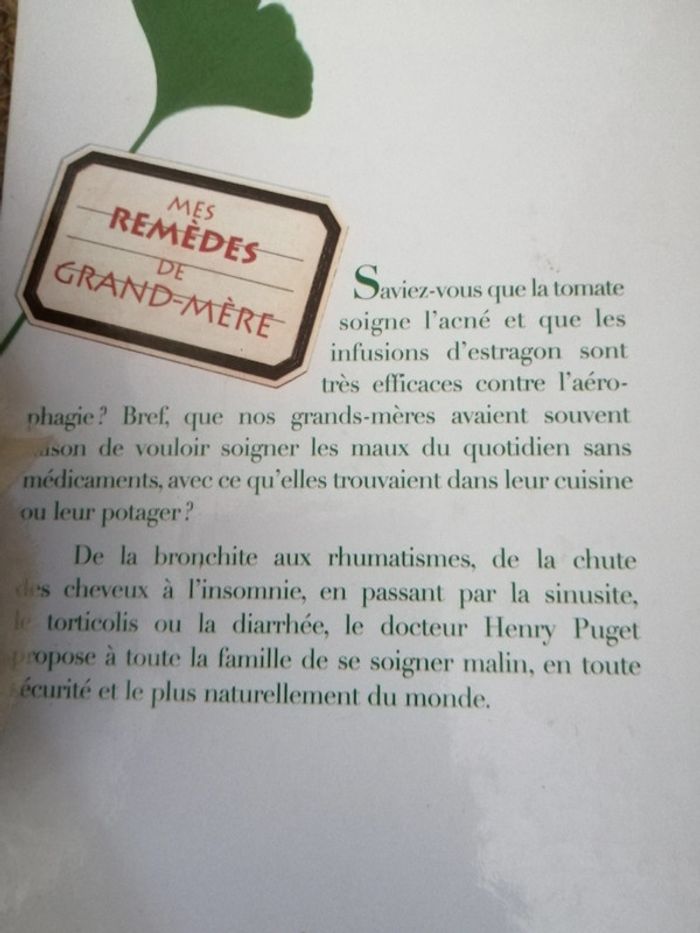 MES
REMÈDES
DE
GRAND-MÈRE
Saviez-vous que la tomate
soigne l'acné et que les
infusions d'estragon sont
très efficaces contre l'aéro-
phagie ? Bref, que nos grands-mères avaient souvent
de vouloir soigner les maux du quotidien sans
médicaments, avec ce qu'elles trouvaient dans leur cuisine
ou leur potager ?
De la bronchite aux rhumatismes, de la chute
des cheveux à l'insomnie, en passant par la sinusite,
le torticolis ou la diarrhée, le docteur Henry Puget
propose à toute la famille de se soigner malin, en toute
sécurité et le plus naturellement du monde.